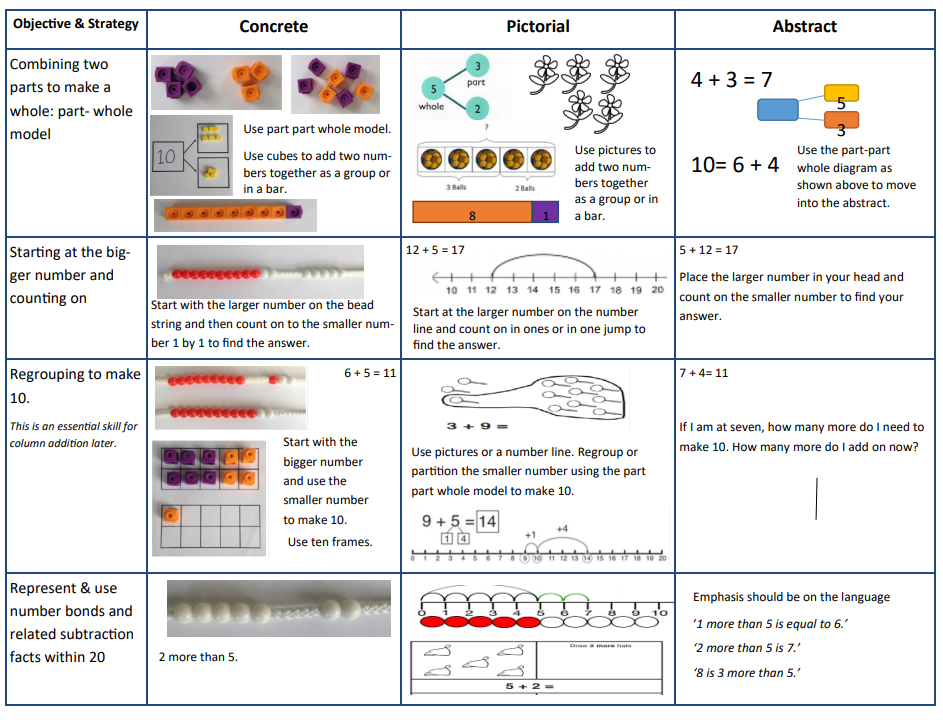 Objective & Strategy
Concrete
Pictorial
Abstract
Combining two
parts to make a
whole: part- whole
model
10
Use part part whole model.
Use cubes to add two num-
bers together as a group or
in a bar.
3
part
5
whole
2
?
3 Balls
2 Balls
8
1
Use pictures to
add two num-
bers together
as a group or in
a bar.
4 + 3 = 7
5
3
10= 6 + 4
Use the part-part
whole diagram as
shown above to move
into the abstract.
Starting at the big-
ger number and
counting on
Start with the larger number on the bead
string and then count on to the smaller num-
ber 1 by 1 to find the answer.
12 + 5 = 17
10 11 12 13 14 15 16 17 18 19 20
Start at the larger number on the number
line and count on in ones or in one jump to
find the answer.
5 + 12 = 17
Place the larger number in your head and
count on the smaller number to find your
answer.
Regrouping to make
10.
This is an essential skill for
column addition later.
6 + 5 = 11
Start with the
bigger number
and use the
smaller number
to make 10.
Use ten frames.
3 + 9 =
Use pictures or a number line. Regroup or
partition the smaller number using the part
part whole model to make 10.
9 + 5 = 14
1 4
+1
+4
0 1 2 3 4 5 6 7 8 9 10 11 12 13 14 15 16 17 18 19 20
7 + 4= 11
If I am at seven, how many more do I need to
make 10. How many more do I add on now?
Represent & use
number bonds and
related subtraction
facts within 20
2 more than 5.
0 1 2 3 4 5 6 7 8 9 10
Draw 2 more hats
5 + 2 =
Emphasis should be on the language
‘1 more than 5 is equal to 6.’
‘2 more than 5 is 7.’
‘8 is 3 more than 5.’